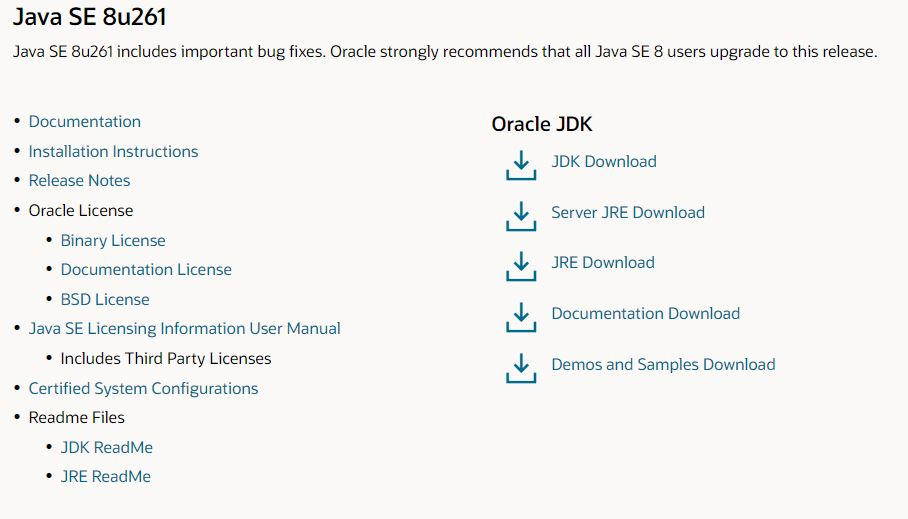 Java SE 8u261
Java SE 8u261 includes important bug fixes. Oracle strongly recommends that all Java SE 8 users upgrade to this release.
• Documentation
• Installation Instructions
• Release Notes
• Oracle License
• Binary License
• Documentation License
• BSD License
• Java SE Licensing Information User Manual
• Includes Third Party Licenses
• Certified System Configurations
• Readme Files
• JDK ReadMe
• JRE ReadMe
Oracle JDK
JDK Download
Server JRE Download
JRE Download
Documentation Download
Demos and Samples Download